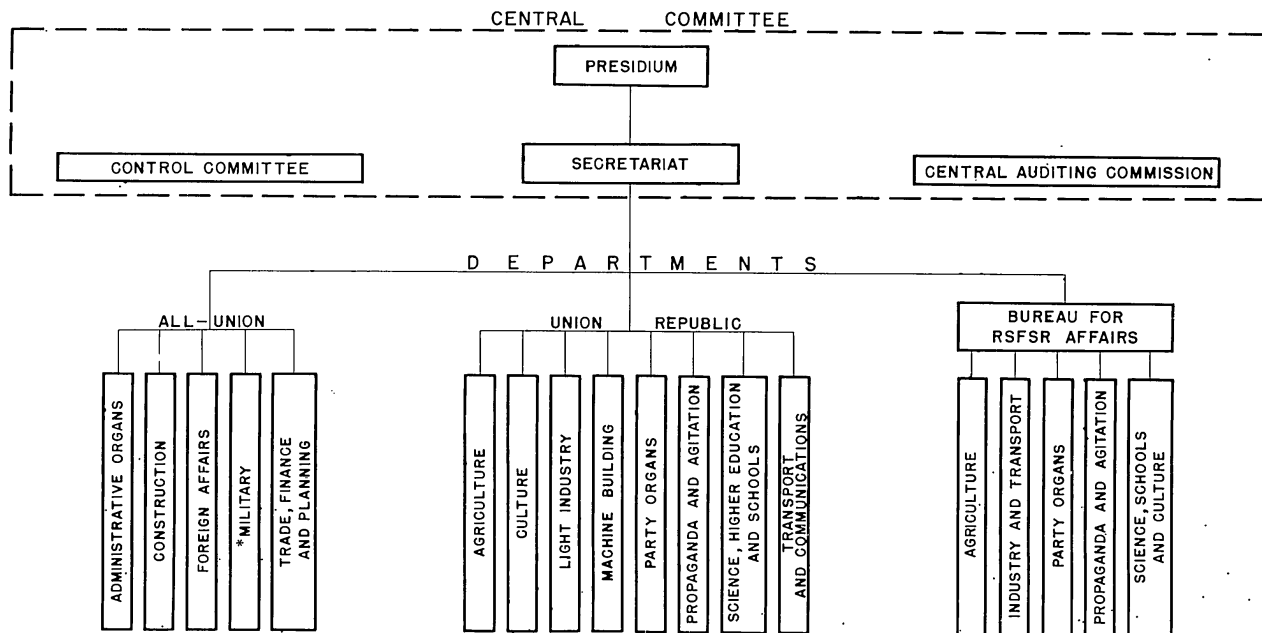 CENTRAL COMMITTEE
PRESIDIUM
CONTROL COMMITTEE
SECRETARIAT
CENTRAL AUDITING COMMISSION
DEPARTMENTS
ALL-UNION
ADMINISTRATIVE ORGANS
CONSTRUCTION
FOREIGN AFFAIRS
*MILITARY
TRADE, FINANCE
AND PLANNING
UNION REPUBLIC
AGRICULTURE
CULTURE
LIGHT INDUSTRY
MACHINE BUILDING
PARTY ORGANS
PROPAGANDA AND AGITATION
SCIENCE, HIGHER EDUCATION
AND SCHOOLS
TRANSPORT
AND COMMUNICATIONS
BUREAU FOR
RSFSR AFFAIRS
AGRICULTURE
INDUSTRY AND TRANSPORT
PARTY ORGANS
PROPAGANDA AND AGITATION
SCIENCE, SCHOOLS
AND CULTURE